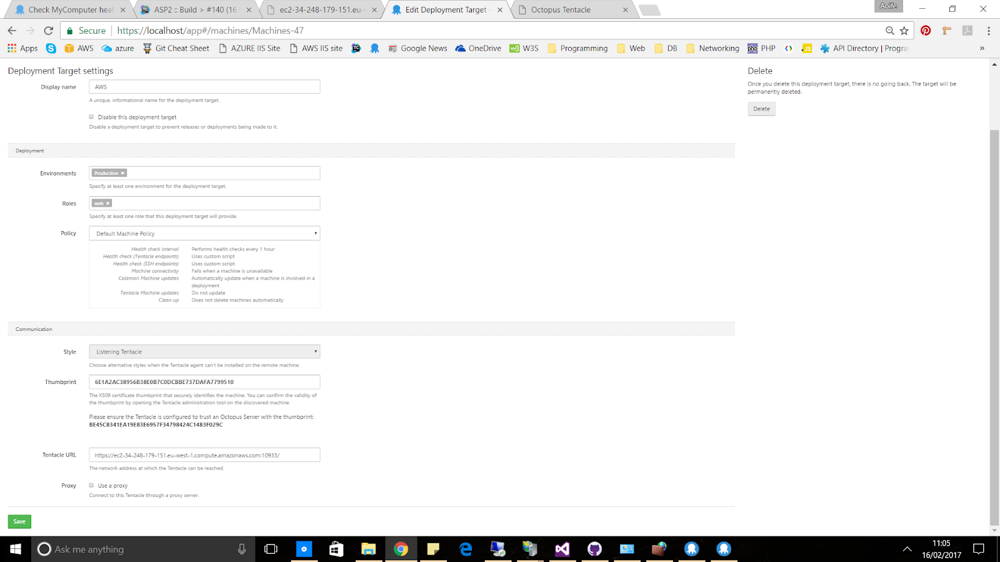 Check MyComputer heal
ASP2 :: Build > #140 (16
ec2-34-248-179-151.eu-
Edit Deployment Target -
Octopus Tentacle
Aoife
Secure
https://localhost/app#/machines/Machines-47
Apps
AWS
azure
Git Cheat Sheet
AZURE IIS Site
AWS IIS site
Google News
OneDrive
W3S
Programming
Web
DB
Networking
PHP
API Directory | Progra
»
Deployment Target settings
Display name
AWS
A unique, informational name for the deployment target.
Disable this deployment target
Disable a deployment target to prevent releases or deployments being made to it.
Delete
Once you delete this deployment target, there is no going back. The target will be
permanently deleted.
Delete
Deployment
Environments
Production ×
Specify at least one environment for the deployment target.
Roles
web ×
Specify at least one role that this deployment target will provide.
Policy
Default Machine Policy
Health check interval Performs health checks every 1 hour
Health check (Tentacle endpoints) Uses custom script
Health check (SSH endpoints) Uses custom script
Machine connectivity Fails when a machine is unavailable
Calamari Machine updates Automatically update when a machine is involved in a
deployment
Tentacle Machine updates Do not update
Clean up Does not delete machines automatically
Communication
Style
Listening Tentacle
Choose alternative styles when the Tentacle agent can't be installed on the remote machine.
Thumbprint
6E1A2AC38956B38E0B7C0DCBBE737DAFA7799510
The X509 certificate thumbprint that securely identifies the machine. You can confirm the validity of
the thumbprint by opening the Tentacle administration tool on the discovered machine.
Please ensure the Tentacle is configured to trust an Octopus Server with the thumbprint:
BE45C8341EA19E83E6957F34798424C1483F029C
Tentacle URL
https://ec2-34-248-179-151.eu-west-1.compute.amazonaws.com:10933/
The network address at which the Tentacle can be reached.
Proxy
Use a proxy
Connect to this Tentacle through a proxy server.
Save
Ask me anything
11:05
16/02/2017